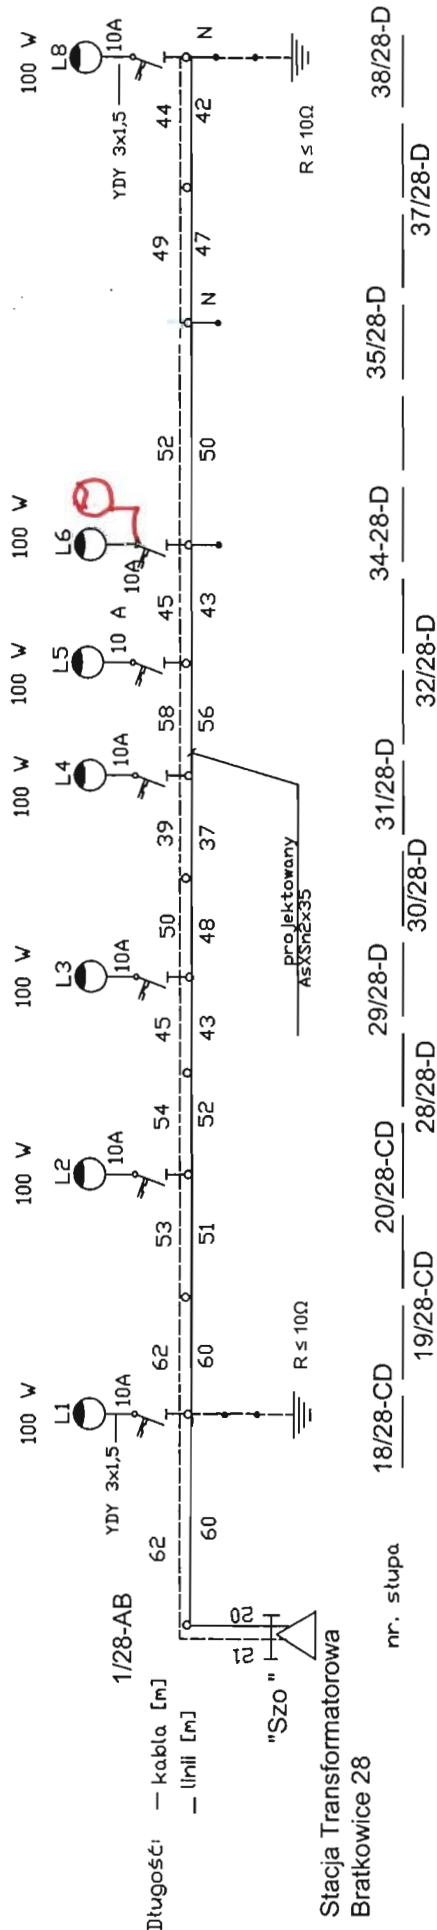 100 W
100 W
100 W
100 W
100 W
100 W
100 W
L1
L2
L3
L4
L5
L6
L8
10A
10A
10A
10A
10 A
10A
10A
YDY 3x1,5
YDY 3x1,5
1/28-AB
Długość: — kabla [m]
— linii [m]
62
62
53
54
45
50
39
58
45
52
49
44
60
60
51
52
43
48
37
56
43
50
47
42
N
N
21
20
"Szo"
R ≤ 10Ω
R ≤ 10Ω
projektowany
AsXSn2x35
Stacja Transformatorowa
Bratkowice 28
nr. słupa
18/28-CD
19/28-CD
20/28-CD
28/28-D
29/28-D
30/28-D
31/28-D
32/28-D
34-28-D
35/28-D
37/28-D
38/28-D